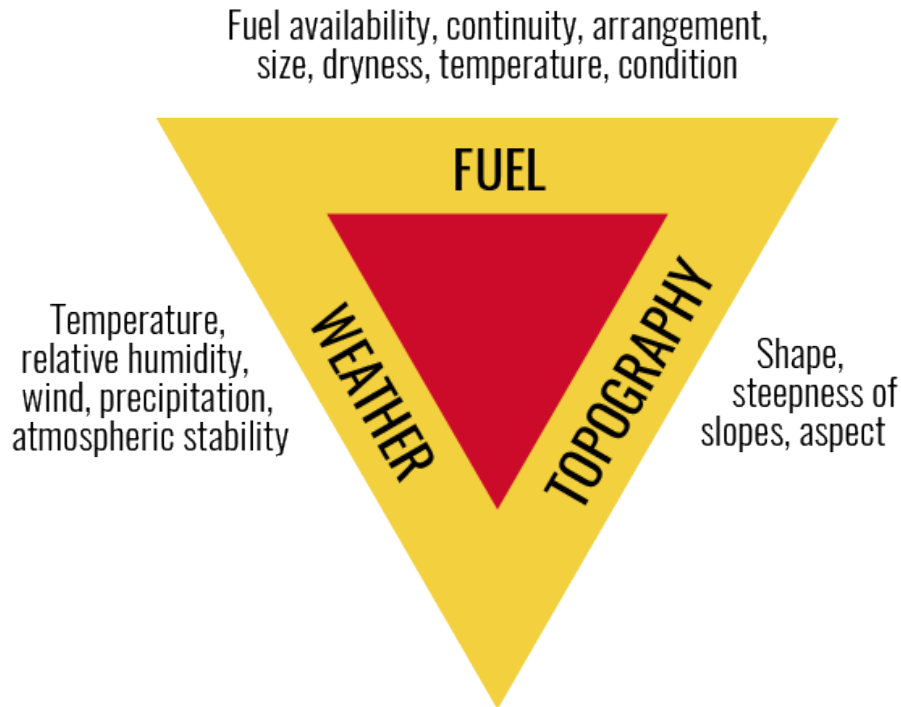 Fuel availability, continuity, arrangement,
size, dryness, temperature, condition
FUEL
WEATHER
TOPOGRAPHY
Temperature,
relative humidity,
wind, precipitation,
atmospheric stability
Shape,
steepness of
slopes, aspect